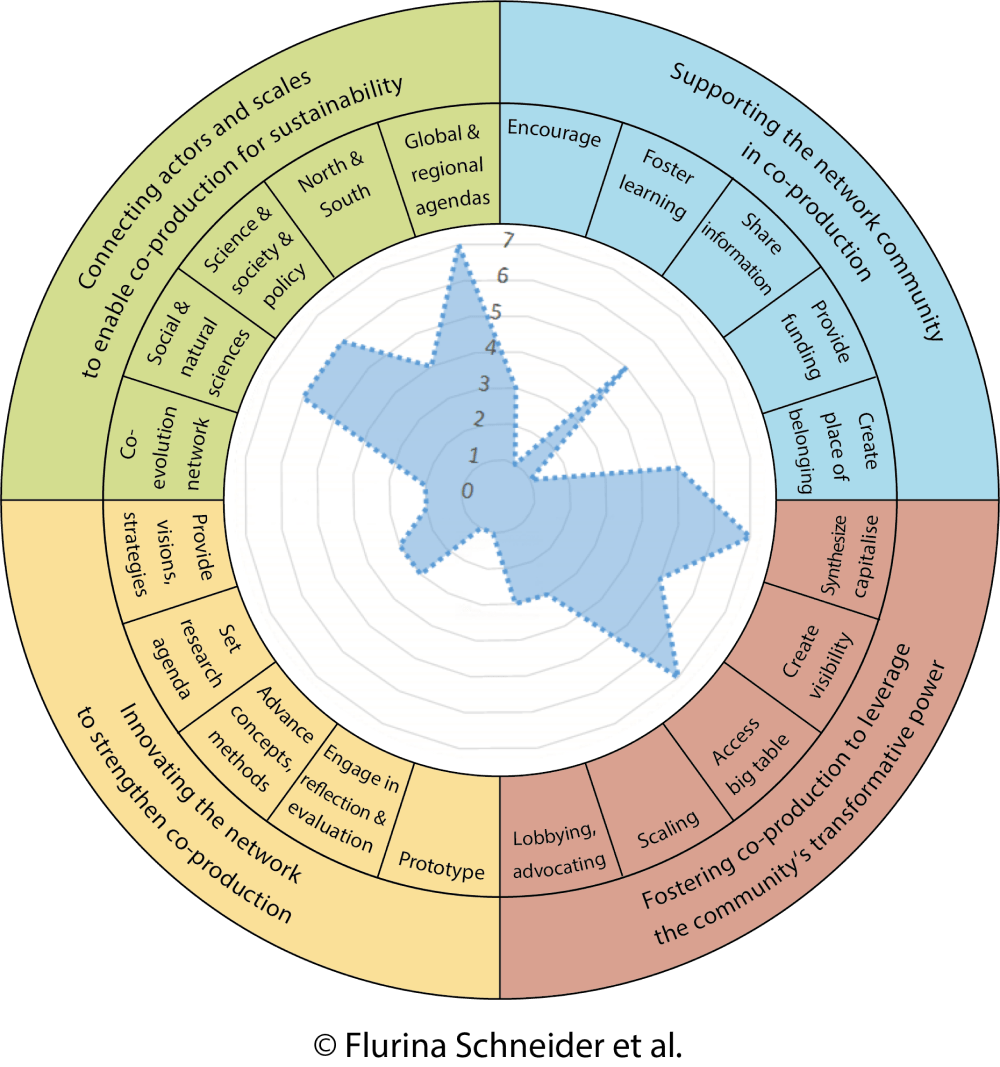 Connecting actors and scales
to enable co-production for sustainability
Supporting the network community
in co-production
Global &
regional
agendas
North &
South
Science &
society &
policy
Social &
natural
sciences
Co-
evolution
network
Encourage
Foster
learning
Share
information
Provide
funding
Create
place of
belonging
7
6
5
4
3
2
1
0
Provide
visions,
strategies
Set
research
agenda
Advance
concepts,
methods
Engage in
reflection &
evaluation
Prototype
Synthesize
capitalise
Create
visibility
Access
big table
Scaling
Lobbying,
advocating
Innovating the network
to strengthen co-production
Fostering co-production to leverage
the community's transformative power
© Flurina Schneider et al.